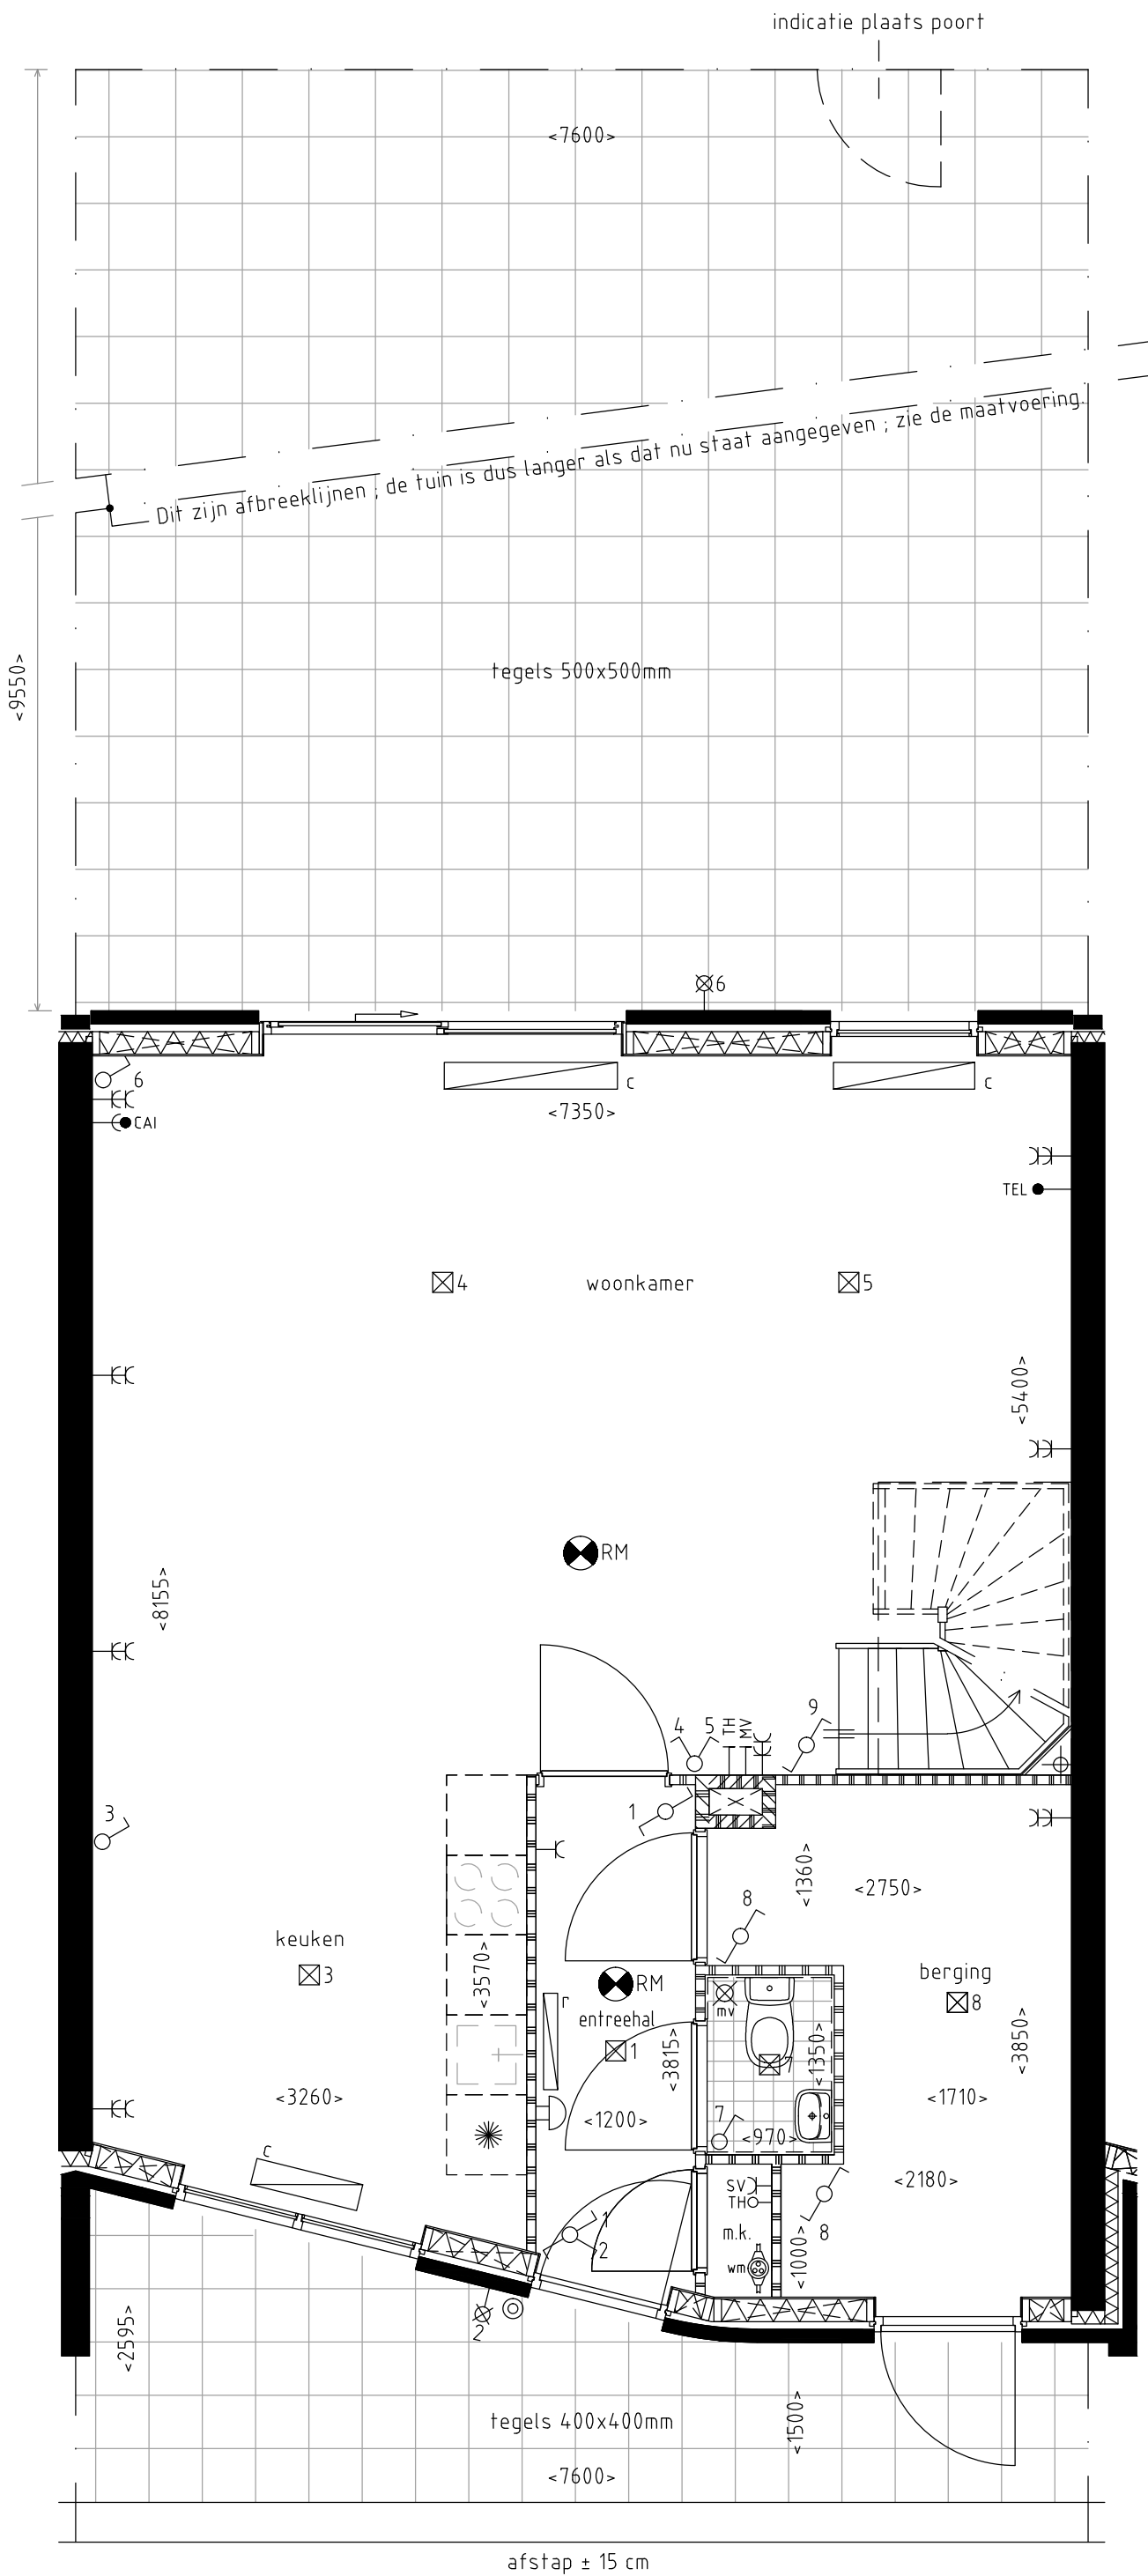 indicatie plaats poort
<7600>
Dit zijn afbreeklijnen ; de tuin is dus langer als dat nu staat aangegeven ; zie de maatvoering.
<9550>
tegels 500x500mm
6
6
c
c
<7350>
CAI
TEL
4
woonkamer
5
<5400>
RM
<8155>
4
5
TH
MV
9
3
1
<1360>
<2750>
8
keuken
3
<3570>
RM
r
entreehal
1
mv
berging
8
<3815>
7
<1350>
<3850>
<3260>
<1200>
7
<970>
<1710>
c
SV
TH
<2180>
8
1
2
m.k.
wm
<1000>
2
<2595>
<1500>
tegels 400x400mm
<7600>
afstap ± 15 cm